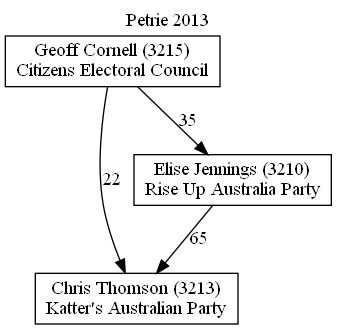 Petrie 2013
Geoff Cornell (3215)
Citizens Electoral Council
35
Elise Jennings (3210)
Rise Up Australia Party
22
65
Chris Thomson (3213)
Katter's Australian Party